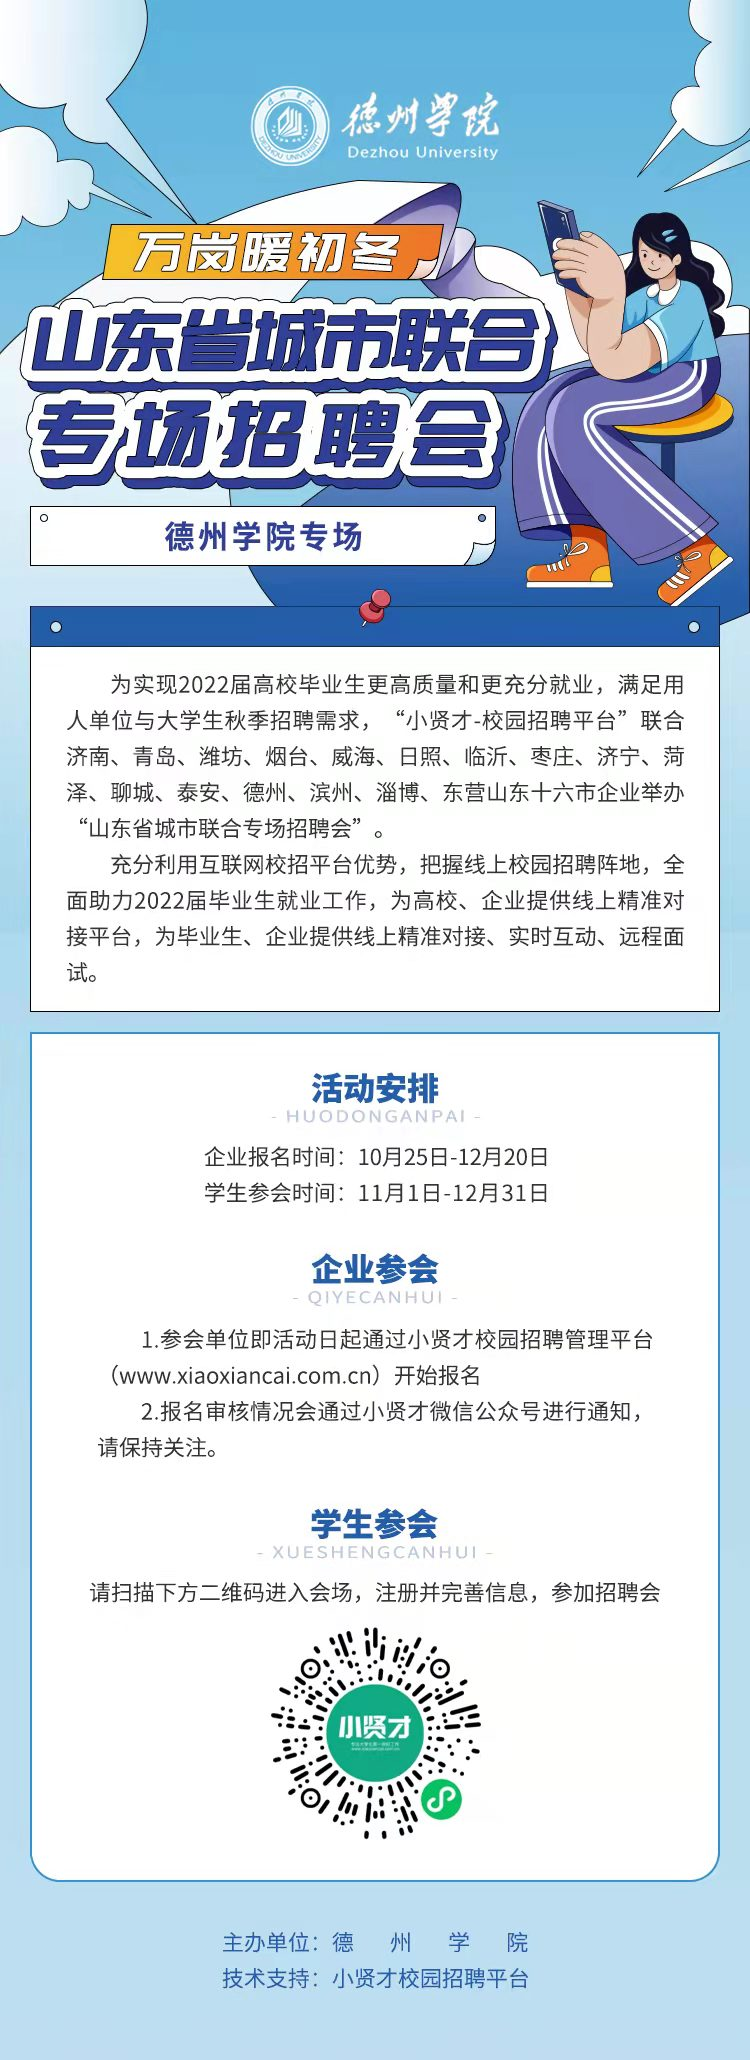 德州学院
Dezhou University
DEZHOU UNIVERSITY
万岗暖初冬
山东省城市联合
专场招聘会
德州学院专场
为实现2022届高校毕业生更高质量和更充分就业，满足用
人单位与大学生秋季招聘需求，“小贤才-校园招聘平台”联合
济南、青岛、潍坊、烟台、威海、日照、临沂、枣庄、济宁、菏
泽、聊城、泰安、德州、滨州、淄博、东营山东十六市企业举办
“山东省城市联合专场招聘会”。
充分利用互联网校招平台优势，把握线上校园招聘阵地，全
面助力2022届毕业生就业工作，为高校、企业提供线上精准对
接平台，为毕业生、企业提供线上精准对接、实时互动、远程面
试。
活动安排
- HUODONGANPAI -
企业报名时间：10月25日-12月20日
学生参会时间：11月1日-12月31日
企业参会
- QIYECANHUI -
1.参会单位即活动日起通过小贤才校园招聘管理平台
（www.xiaoxiancai.com.cn）开始报名
2.报名审核情况会通过小贤才微信公众号进行通知，
请保持关注。
学生参会
- XUESHENGCANHUI -
请扫描下方二维码进入会场，注册并完善信息，参加招聘会
小贤才
www.xiaoxiancai.com.cn
主办单位：德 州 学 院
技术支持：小贤才校园招聘平台